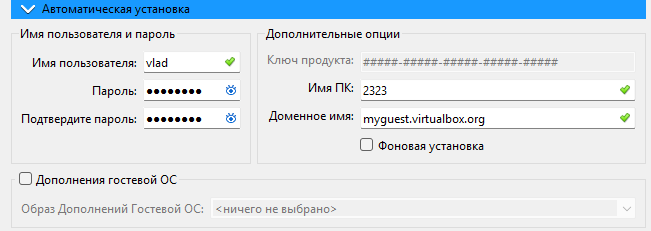 Автоматическая установка
Имя пользователя и пароль
Имя пользователя: vlad
Пароль: ●●●●●●●●
Подтвердите пароль: ●●●●●●●●
Дополнительные опции
Ключ продукта: #####-#####-#####-#####-#####
Имя ПК: 2323
Доменное имя: myguest.virtualbox.org
Фоновая установка
Дополнения гостевой ОС
Образ Дополнений Гостевой ОС: <ничего не выбрано>